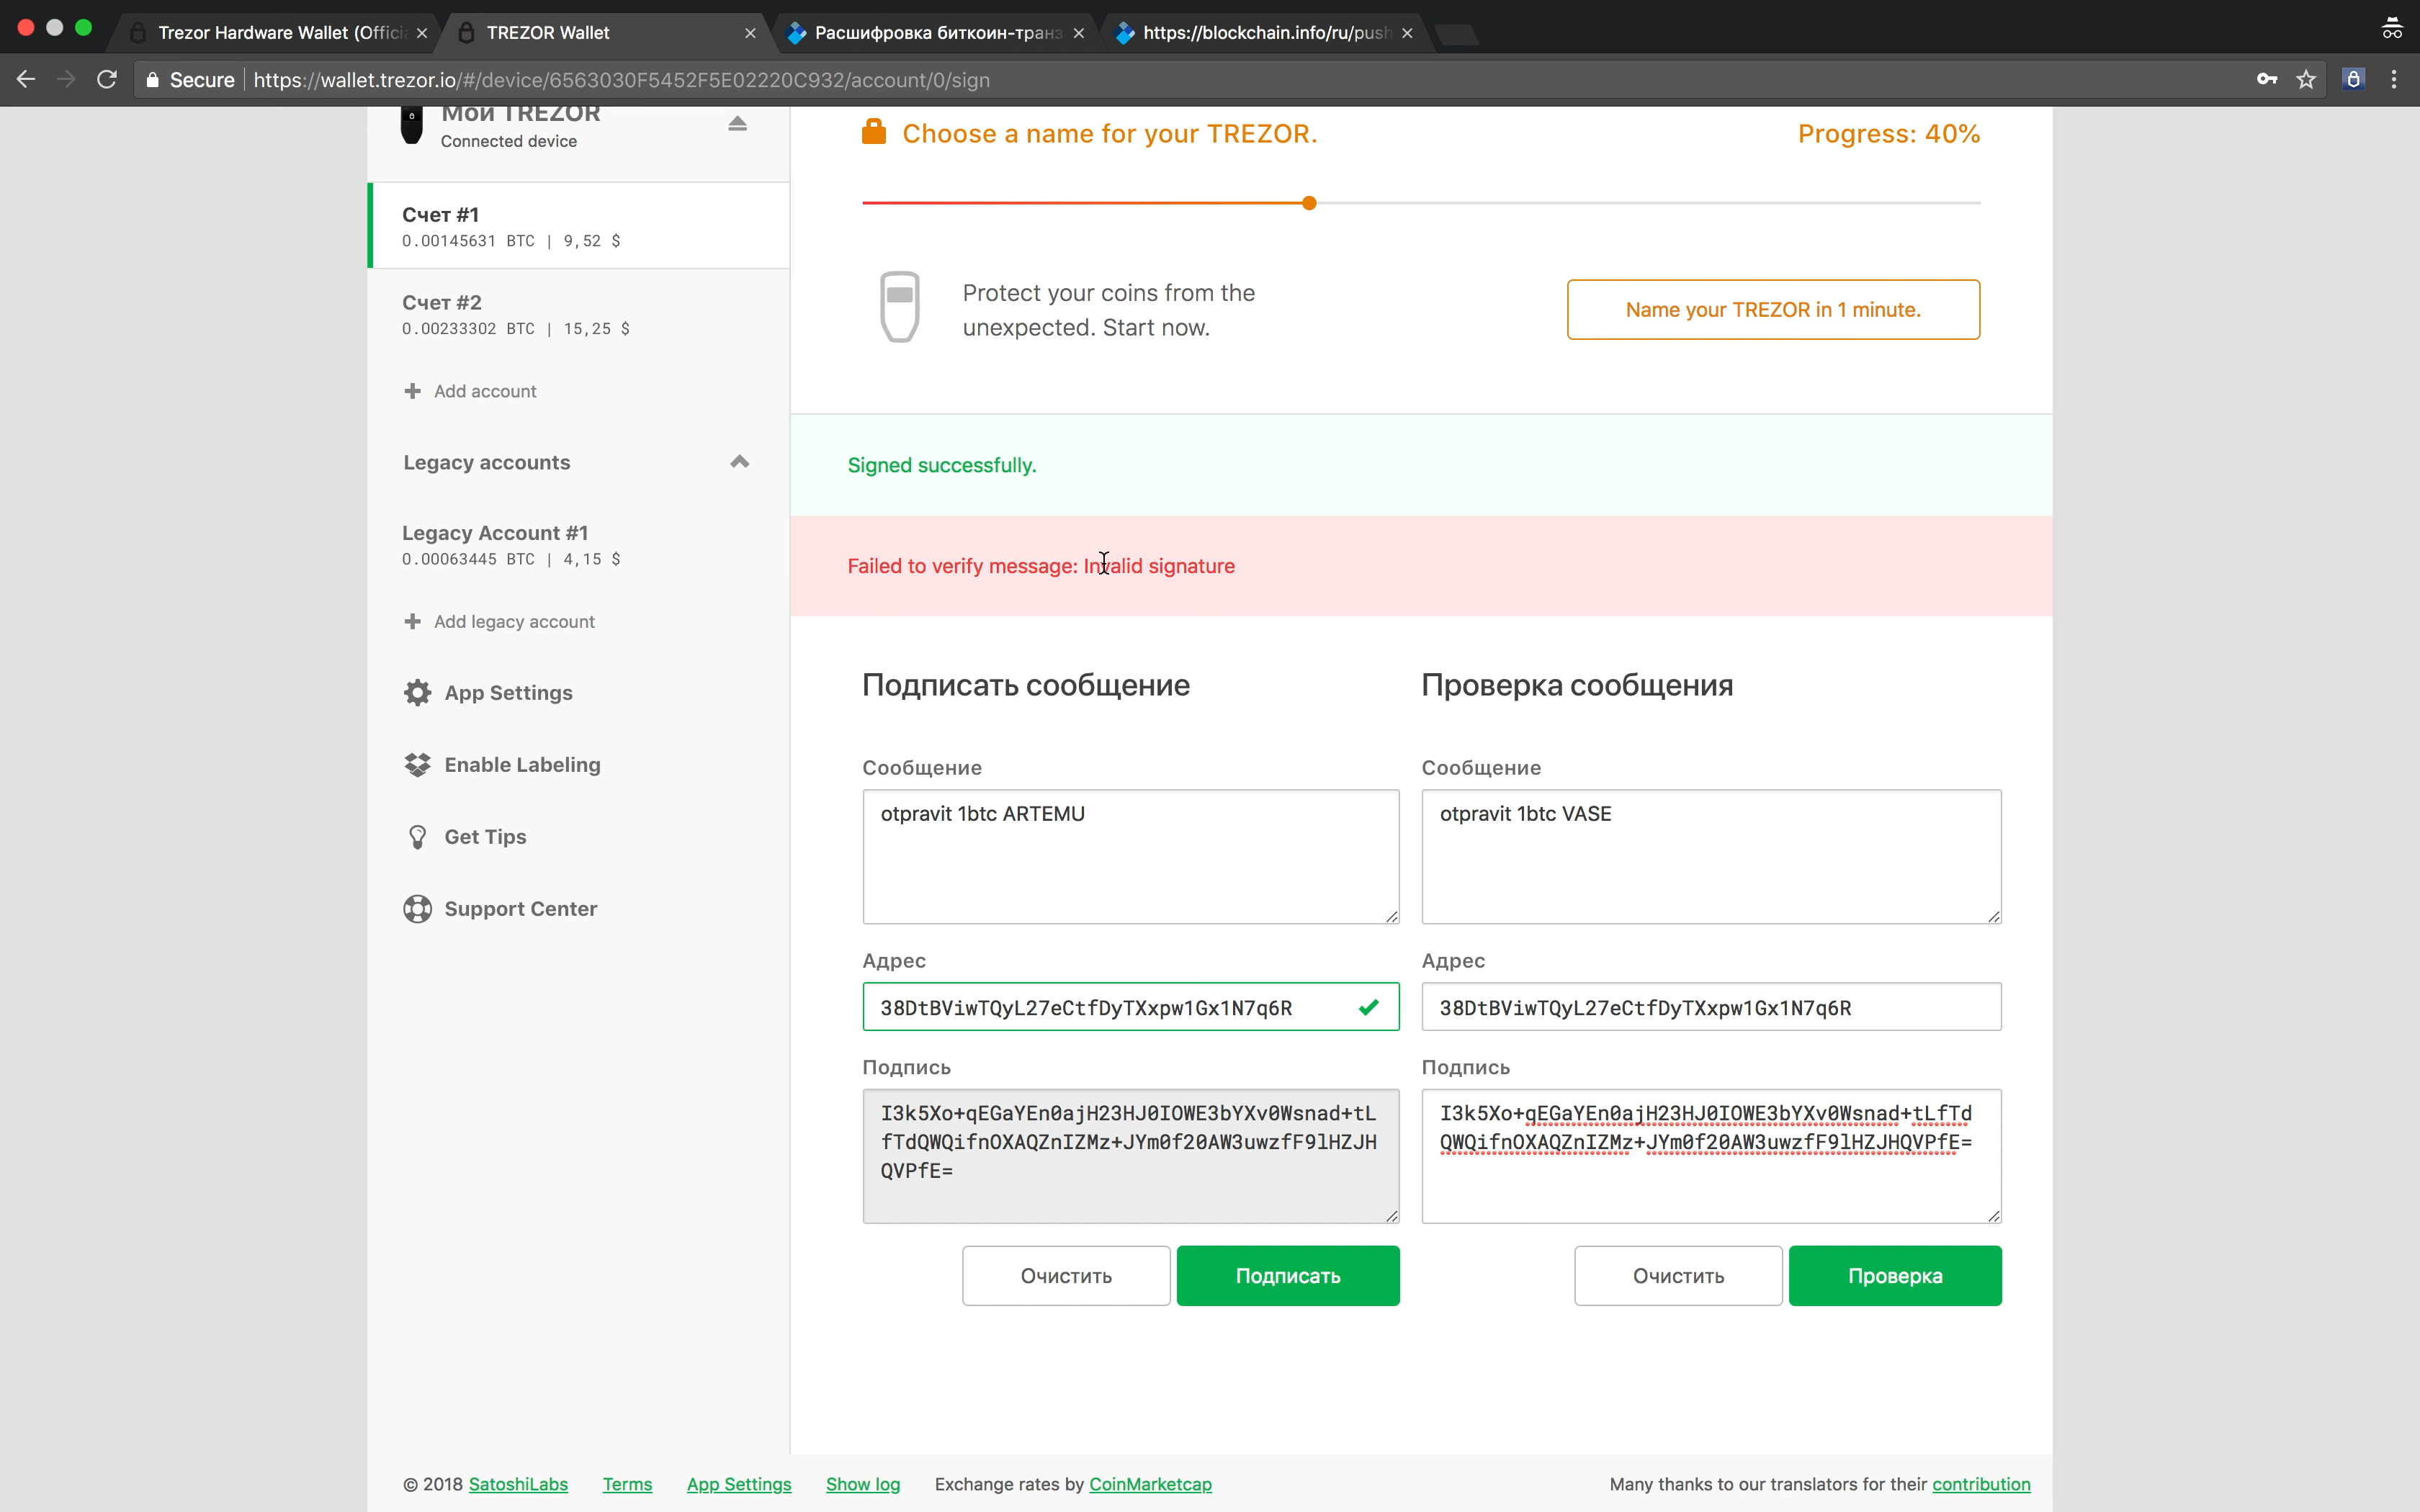 Trezor Hardware Wallet (Offici
TREZOR Wallet
Расшифровка биткоин-транз
https://blockchain.info/ru/push
Secure
https://wallet.trezor.io/#/device/6563030F5452F5E02220C932/account/0/sign
Мой TREZOR
Connected device
Счет #1
0.00145631 BTC | 9,52 $
Счет #2
0.00233302 BTC | 15,25 $
Add account
Legacy accounts
Legacy Account #1
0.00063445 BTC | 4,15 $
Add legacy account
App Settings
Enable Labeling
Get Tips
Support Center
Choose a name for your TREZOR.
Progress: 40%
Protect your coins from the
unexpected. Start now.
Name your TREZOR in 1 minute.
Signed successfully.
Failed to verify message: Invalid signature
Подписать сообщение
Сообщение
otpravit 1btc ARTEMU
Адрес
38DtBViwTQyL27eCtfDyTXxpw1Gx1N7q6R
Подпись
I3k5Xo+qEGaYEn0ajH23HJ0IOWE3bYXv0Wsnad+tL
fTdQWQifnOXAQZnIZMz+JYm0f20AW3uwzfF9lHZJH
QVPfE=
Очистить
Подписать
Проверка сообщения
Сообщение
otpravit 1btc VASE
Адрес
38DtBViwTQyL27eCtfDyTXxpw1Gx1N7q6R
Подпись
I3k5Xo+qEGaYEn0ajH23HJ0IOWE3bYXv0Wsnad+tLfTd
QWQifnOXAQZnIZMz+JYm0f20AW3uwzfF9lHZJHQVPfE=
Очистить
Проверка
© 2018 SatoshiLabs Terms App Settings Show log Exchange rates by CoinMarketcap
Many thanks to our translators for their contribution